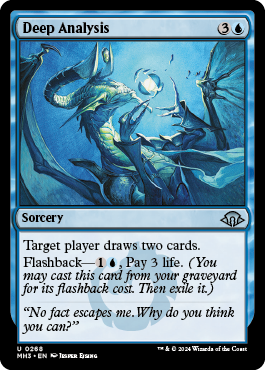 Deep Analysis 3
Sorcery
Target player draws two cards.
Flashback—1, Pay 3 life. (You
may cast this card from your graveyard
for its flashback cost. Then exile it.)
“No fact escapes me. Why do you think
you can?”
U 0268
MH3 • EN Jesper Ejsing
™ & © 2024 Wizards of the Coast